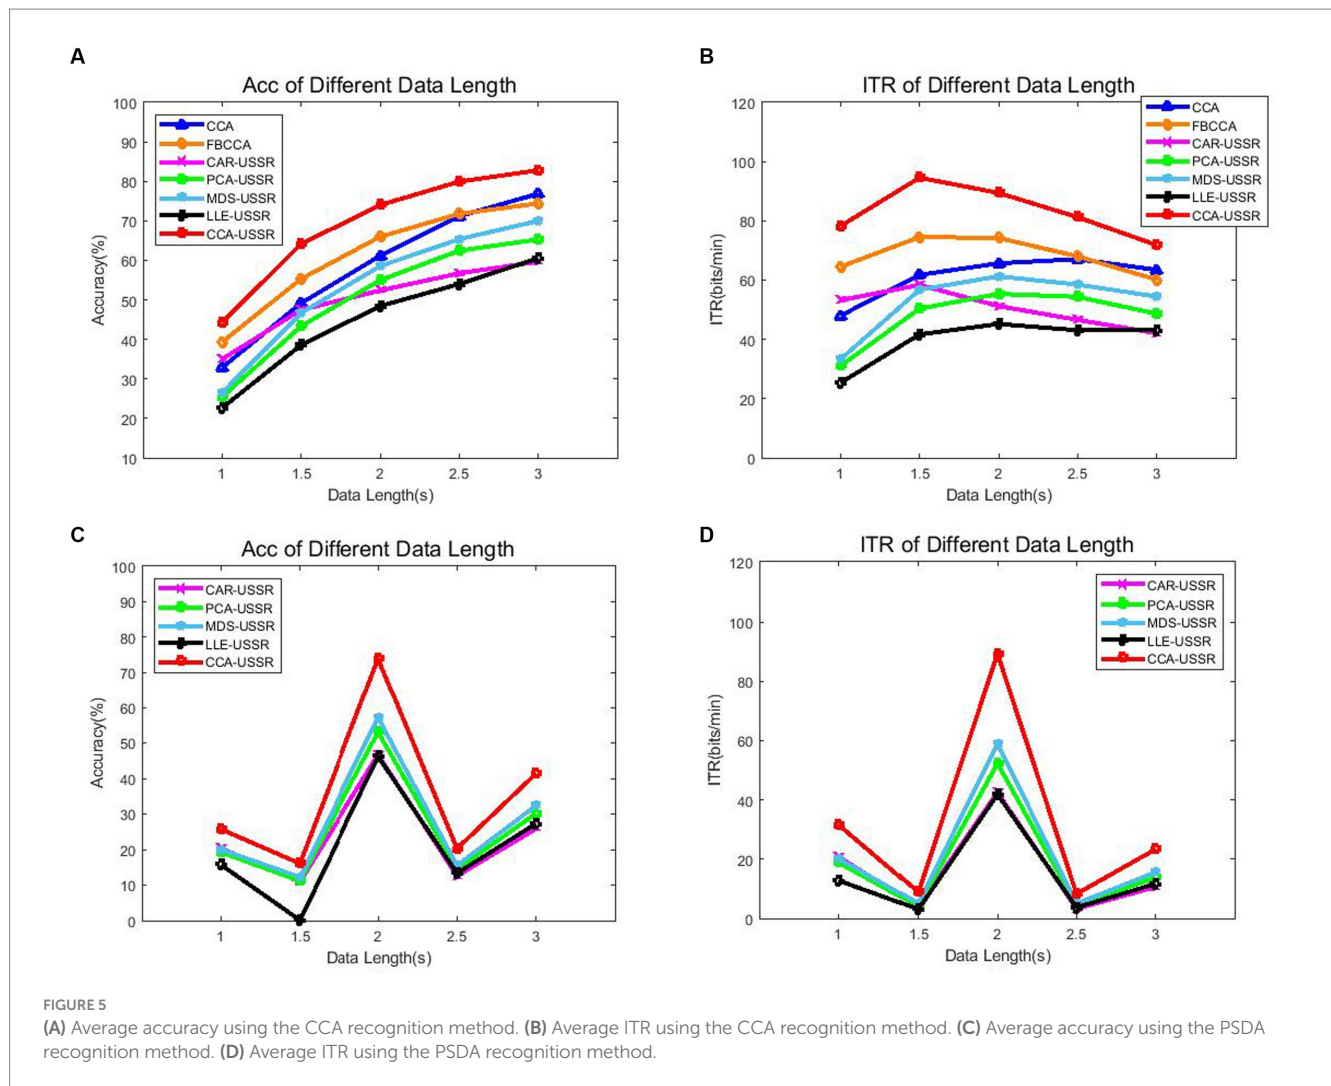 A
Acc of Different Data Length
100
90
80
70
60
50
40
30
20
10
Accuracy(%)
CCA
FBCCA
CAR-USSR
PCA-USSR
MDS-USSR
LLE-USSR
CCA-USSR
1 1.5 2 2.5 3
Data Length(s)
B
ITR of Different Data Length
120
100
80
60
40
20
0
ITR(bits/min)
CCA
FBCCA
CAR-USSR
PCA-USSR
MDS-USSR
LLE-USSR
CCA-USSR
1 1.5 2 2.5 3
Data Length(s)
C
Acc of Different Data Length
100
90
80
70
60
50
40
30
20
10
0
Accuracy(%)
CAR-USSR
PCA-USSR
MDS-USSR
LLE-USSR
CCA-USSR
1 1.5 2 2.5 3
Data Length(s)
D
ITR of Different Data Length
120
100
80
60
40
20
0
ITR(bits/min)
CAR-USSR
PCA-USSR
MDS-USSR
LLE-USSR
CCA-USSR
1 1.5 2 2.5 3
Data Length(s)
FIGURE 5
(A) Average accuracy using the CCA recognition method. (B) Average ITR using the CCA recognition method. (C) Average accuracy using the PSDA
recognition method. (D) Average ITR using the PSDA recognition method.